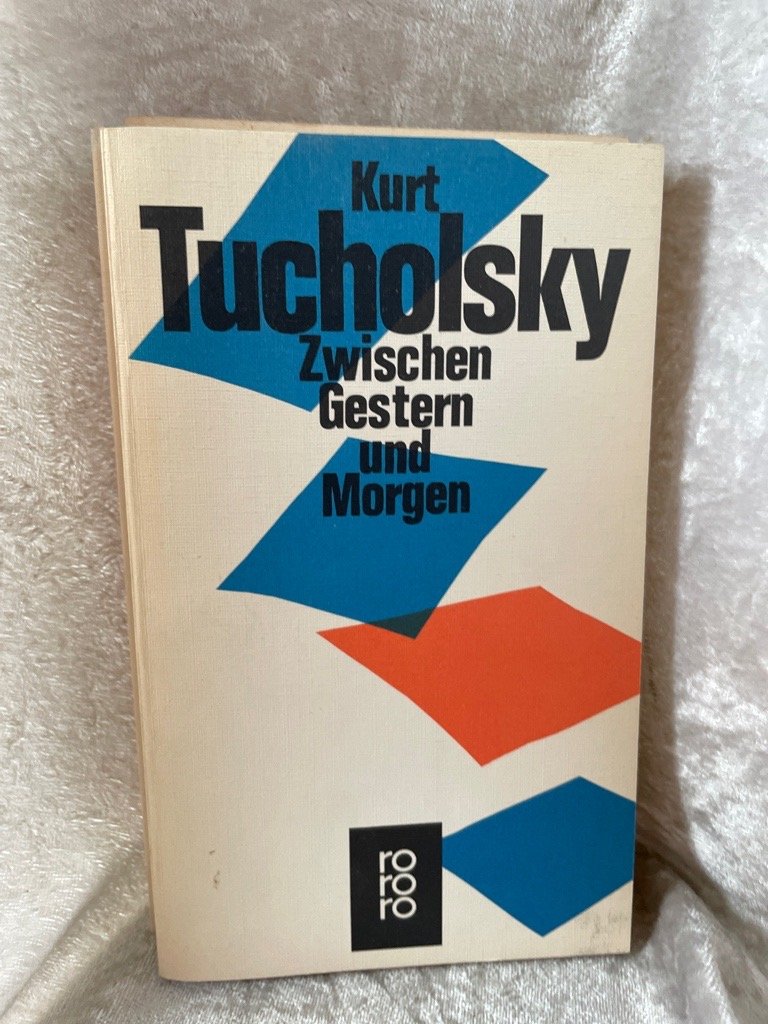 Kurt
Tucholsky
Zwischen
Gestern
und
Morgen
ro
ro
ro